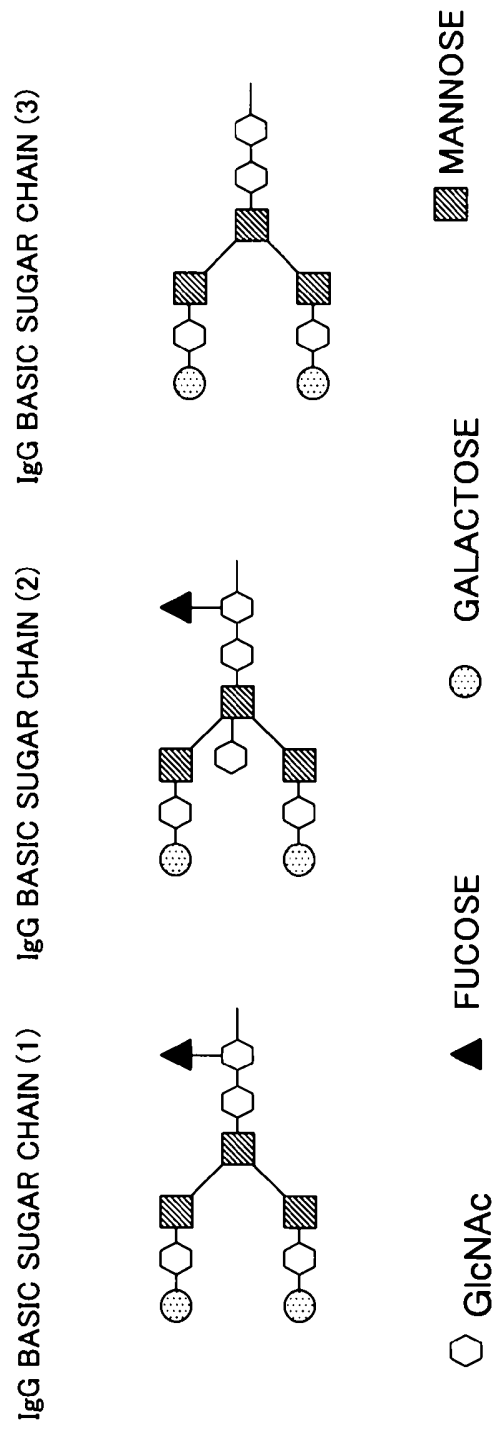 IgG BASIC SUGAR CHAIN (1)
IgG BASIC SUGAR CHAIN (2)
IgG BASIC SUGAR CHAIN (3)
GlcNAc
FUCOSE
GALACTOSE
MANNOSE